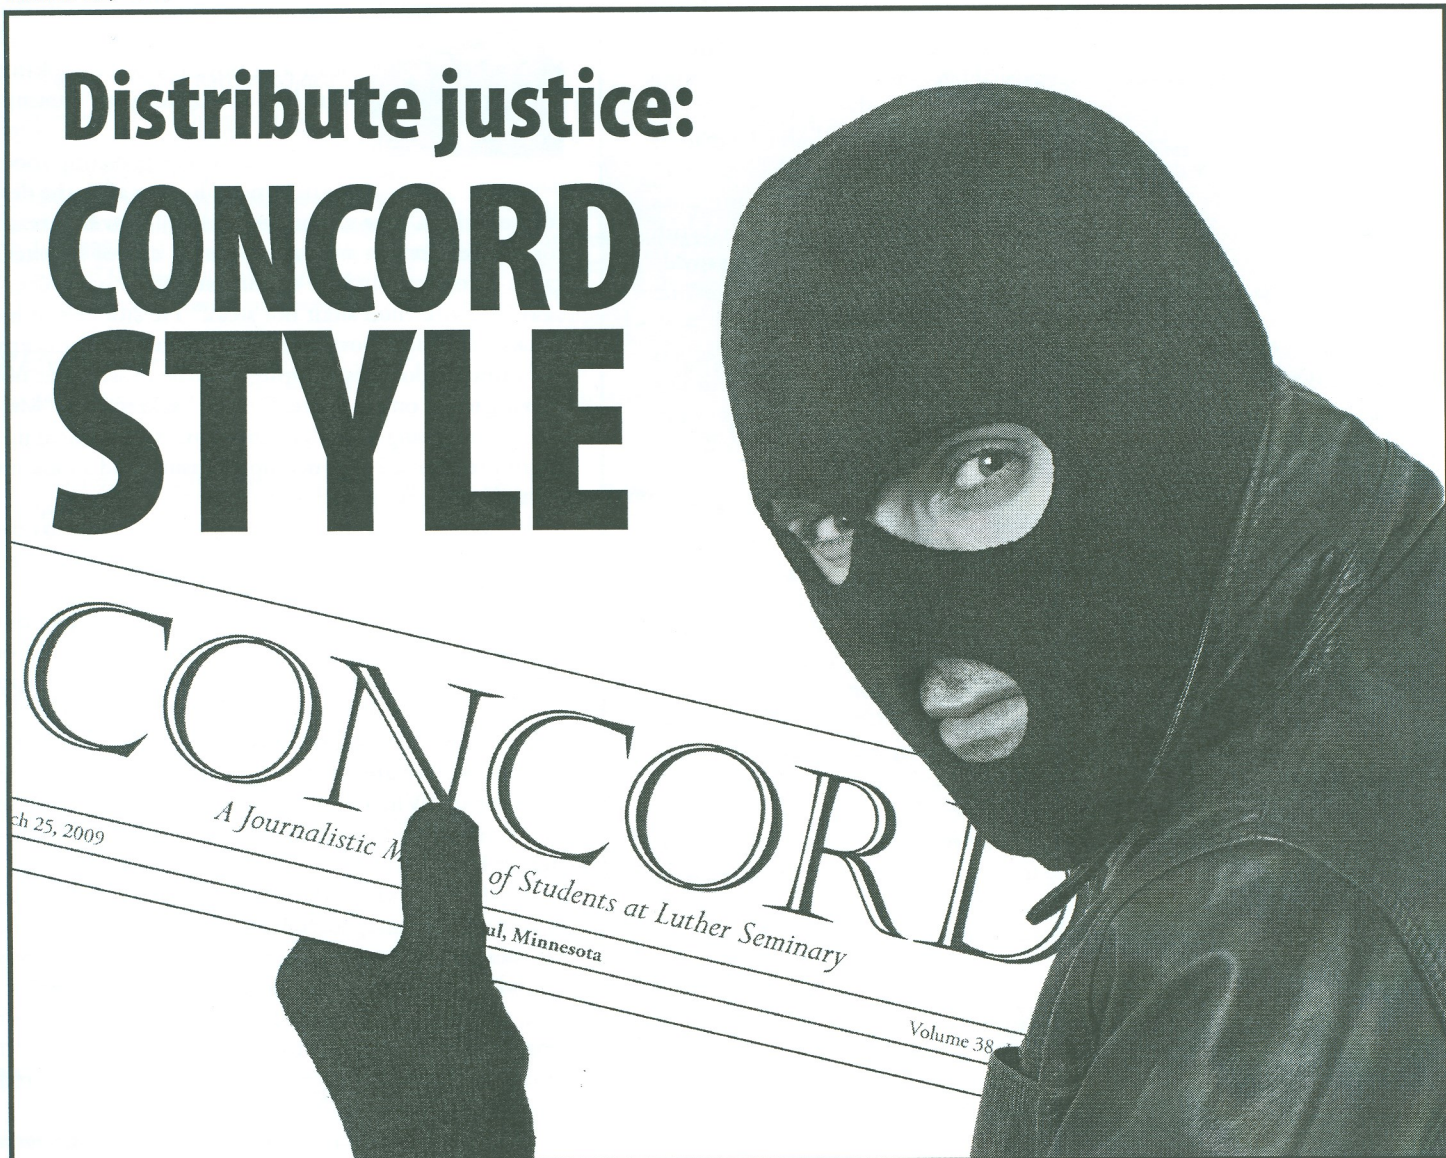 Distribute justice:
CONCORD
STYLE
CONCORD
A Journalistic M of Students at Luther Seminary
ch 25, 2009
ul, Minnesota
Volume 38,